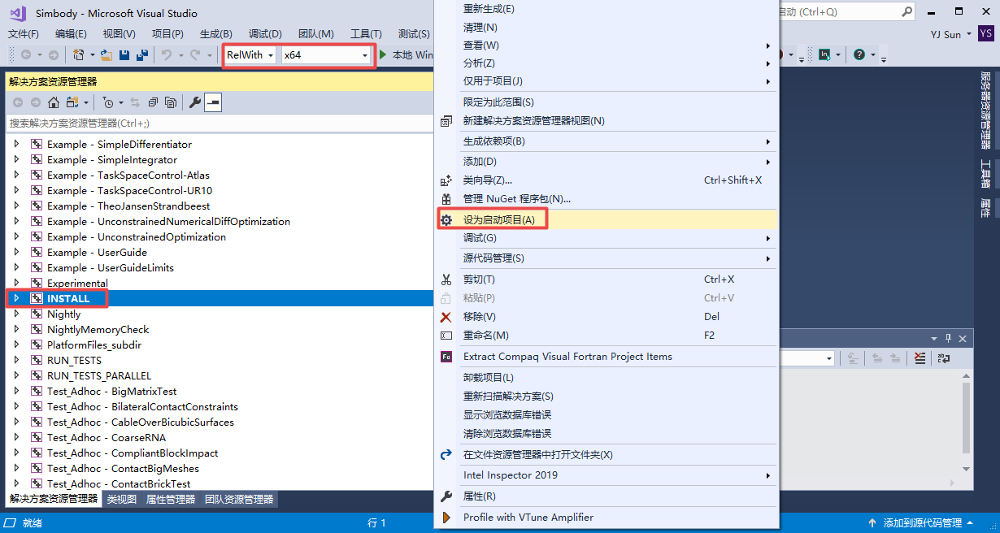 Simbody - Microsoft Visual Studio
启动 (Ctrl+Q)
文件(F) 编辑(E) 视图(V) 项目(P) 生成(B) 调试(D) 团队(M) 工具(T) 测试(S)
YJ Sun
YS
RelWith x64 本地 Win
解决方案资源管理器
搜索解决方案资源管理器(Ctrl+;)
Example - SimpleDifferentiator
Example - SimpleIntegrator
Example - TaskSpaceControl-Atlas
Example - TaskSpaceControl-UR10
Example - TheoJansenStrandbeest
Example - UnconstrainedNumericalDiffOptimization
Example - UnconstrainedOptimization
Example - UserGuide
Example - UserGuideLimits
Experimental
INSTALL
Nightly
NightlyMemoryCheck
PlatformFiles_subdir
RUN_TESTS
RUN_TESTS_PARALLEL
Test_Adhoc - BigMatrixTest
Test_Adhoc - BilateralContactConstraints
Test_Adhoc - CableOverBicubicSurfaces
Test_Adhoc - CoarseRNA
Test_Adhoc - CompliantBlockImpact
Test_Adhoc - ContactBigMeshes
Test_Adhoc - ContactBrickTest
解决方案资源管理器 类视图 属性管理器 团队资源管理器
就绪
行 1
重新生成(E)
清理(N)
查看(W)
分析(Z)
仅用于项目(J)
限定为此范围(S)
新建解决方案资源管理器视图(N)
生成依赖项(B)
添加(D)
类向导(Z)... Ctrl+Shift+X
管理 NuGet 程序包(N)...
设为启动项目(A)
调试(G)
源代码管理(S)
剪切(T) Ctrl+X
粘贴(P) Ctrl+V
移除(V) Del
重命名(M) F2
Fo Extract Compaq Visual Fortran Project Items
卸载项目(L)
重新扫描解决方案(S)
显示浏览数据库错误
清除浏览数据库错误
在文件资源管理器中打开文件夹(X)
Intel Inspector 2019
属性(R)
Profile with VTune Amplifier
服务器资源管理器
工具箱
属性
添加到源代码管理